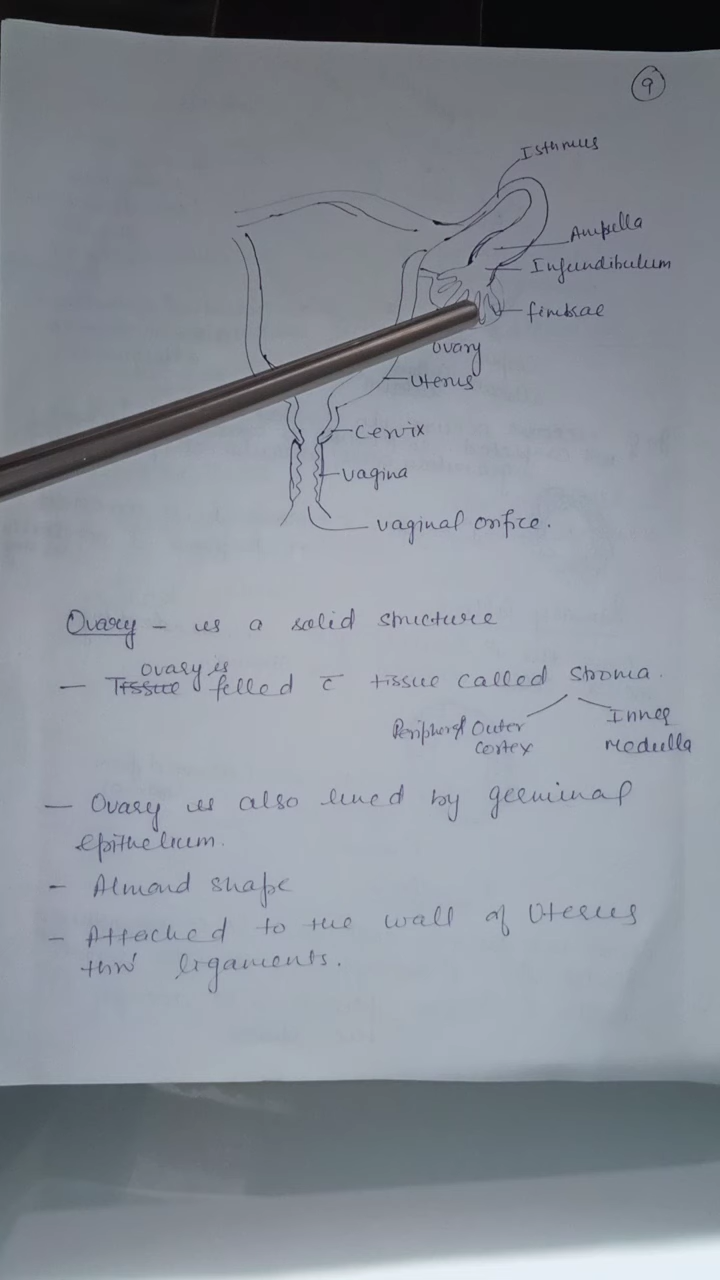 9
Isthmus
Ampulla
Infundibulum
fimbrae
ovary
Uterus
Cervix
vagina
vaginal orifice.
Ovary - is a solid structure
ovary is
- Tissue filled c̄ tissue called stroma.
Peripheral Outer
cortex
Inner
Medulla
- Ovary is also lined by germinal
epithelium.
- Almond shape
- Attached to the wall of Uterus
thro' ligaments.